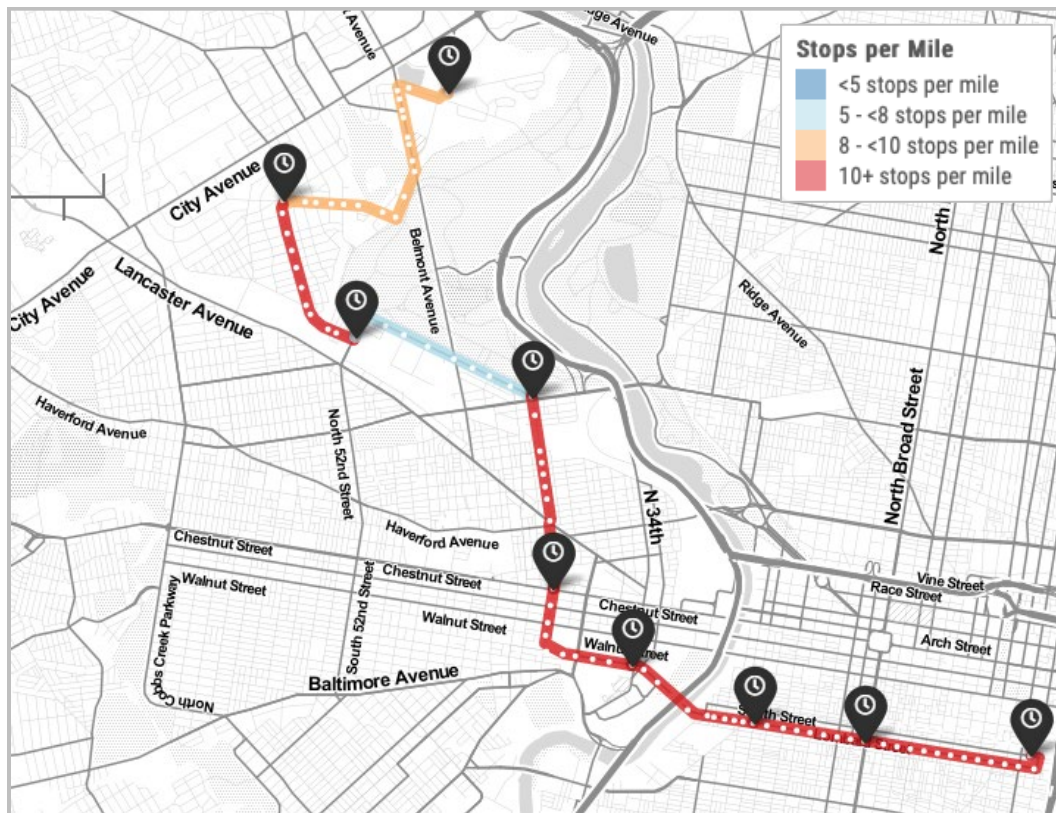 Ridge Avenue
Avenue
Stops per Mile
<5 stops per mile
5 - <8 stops per mile
8 - <10 stops per mile
10+ stops per mile
City Avenue
North
Belmont Avenue
City Avenue
Lancaster Avenue
Ridge Avenue
Haverford Avenue
North 52nd Street
North Broad Street
N 34th
Haverford Avenue
Chestnut Street
Chestnut Street
Vine Street
Race Street
Walnut Street
Chestnut Street
Walnut Street
Walnut Street
Arch Street
South 52nd Street
North Cobbs Creek Parkway
Baltimore Avenue
South Street